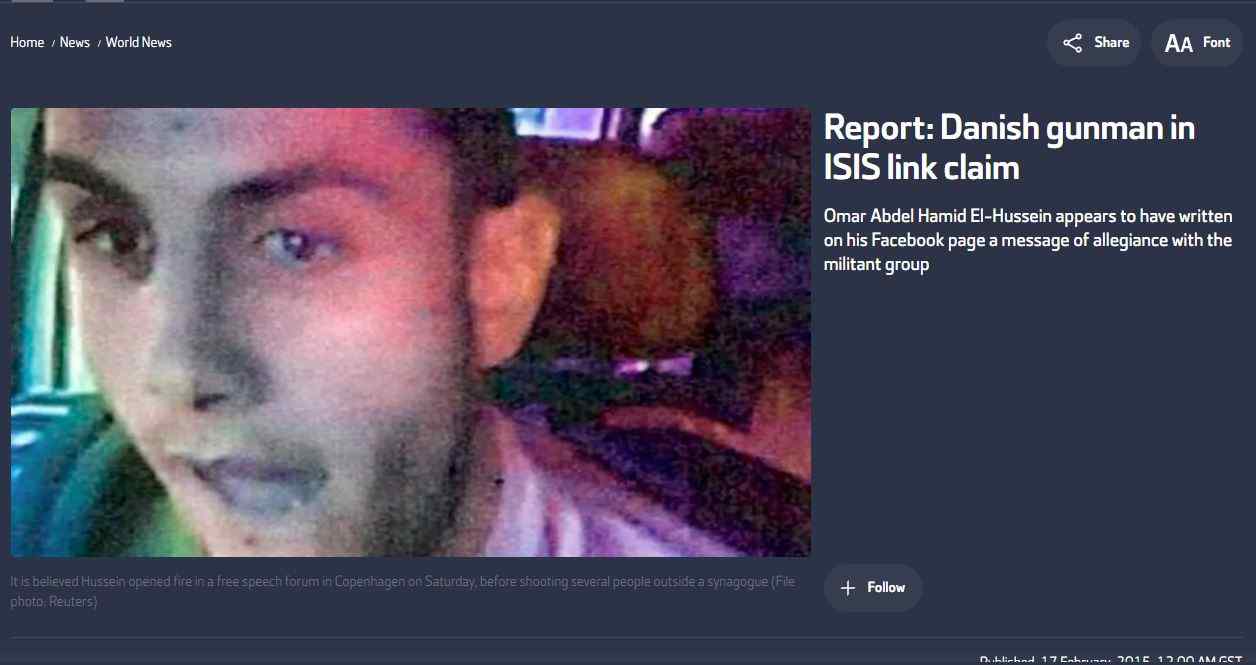 Home / News / World News
Share
AA Font
Report: Danish gunman in
ISIS link claim
Omar Abdel Hamid El-Hussein appears to have written
on his Facebook page a message of allegiance with the
militant group
It is believed Hussein opened fire in a free speech forum in Copenhagen on Saturday, before shooting several people outside a synagogue (File
photo: Reuters)
+ Follow
Published 17 February, 2015, 12:00 AM GST